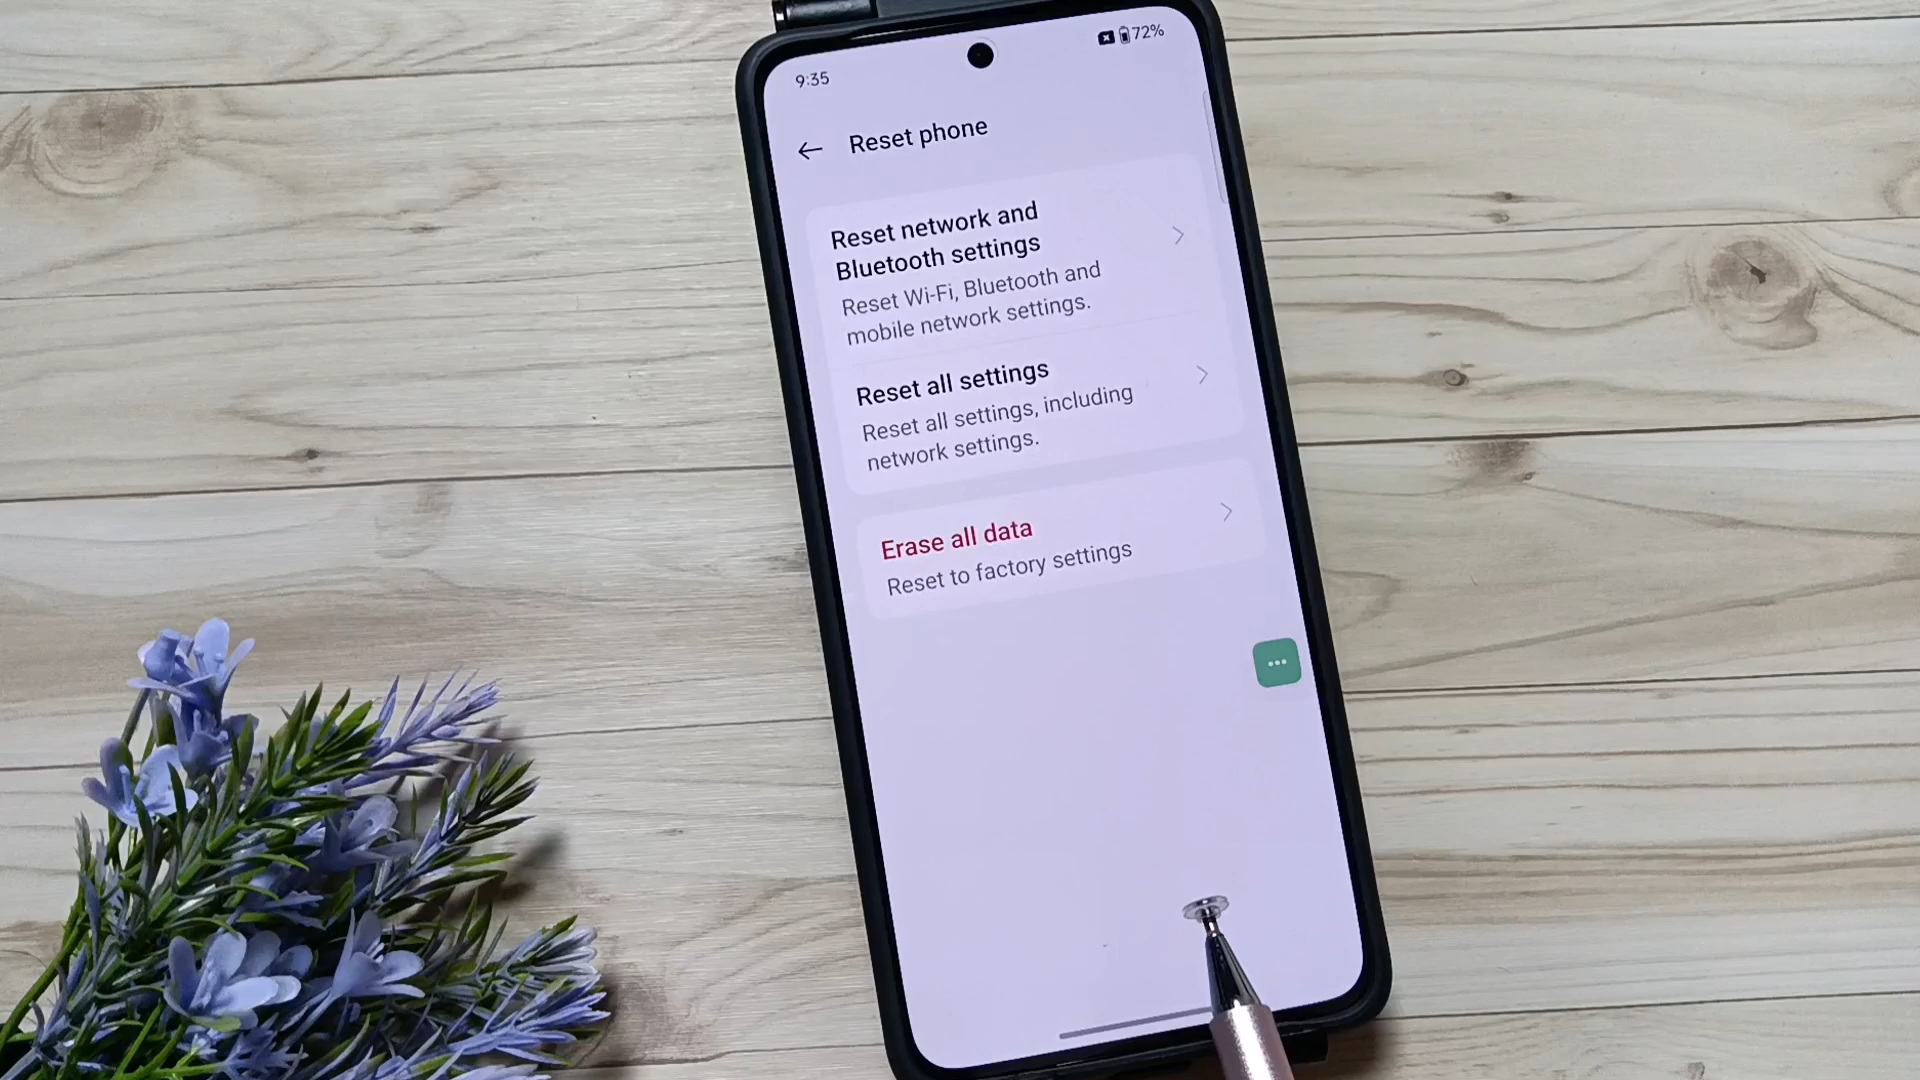 9:35
72%
Reset phone
Reset network and
Bluetooth settings
Reset Wi-Fi, Bluetooth and
mobile network settings.
Reset all settings
Reset all settings, including
network settings.
Erase all data
Reset to factory settings